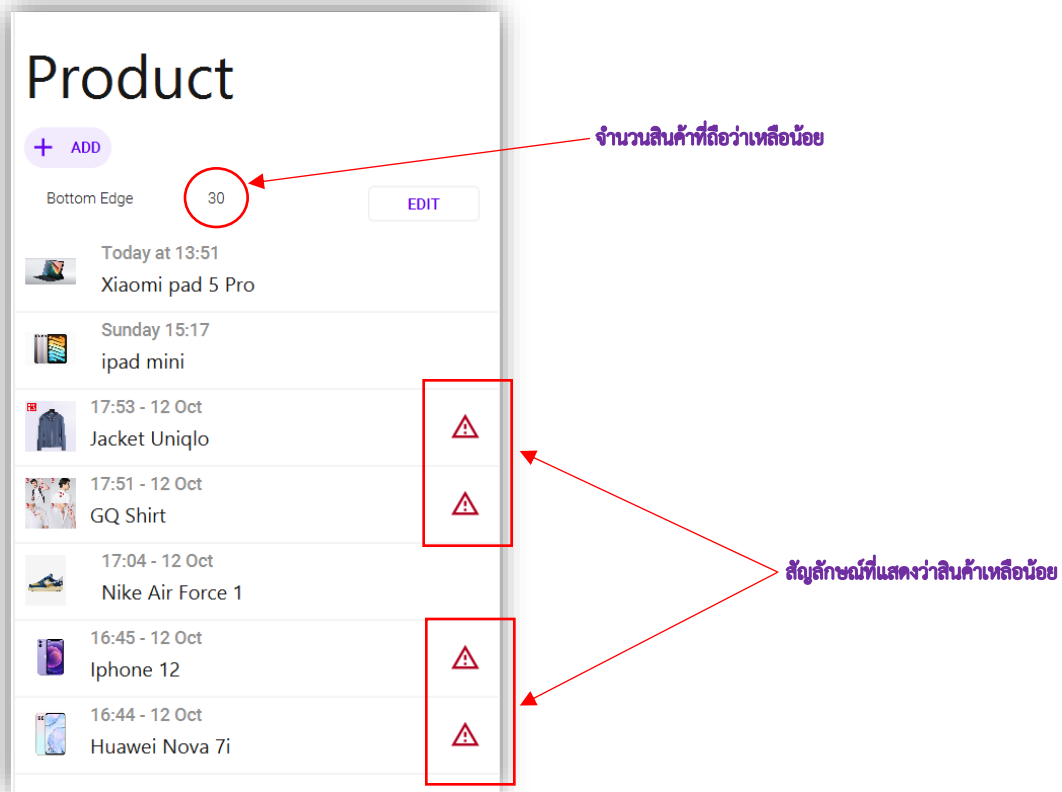 Product
+ ADD
จำนวนสินค้าที่ถือว่าเหลือน้อย
Bottom Edge 30 EDIT
Today at 13:51
Xiaomi pad 5 Pro
Sunday 15:17
ipad mini
17:53 - 12 Oct
Jacket Uniqlo
17:51 - 12 Oct
GQ Shirt
17:04 - 12 Oct
Nike Air Force 1
สัญลักษณ์ที่แสดงว่าสินค้าเหลือน้อย
16:45 - 12 Oct
Iphone 12
16:44 - 12 Oct
Huawei Nova 7i